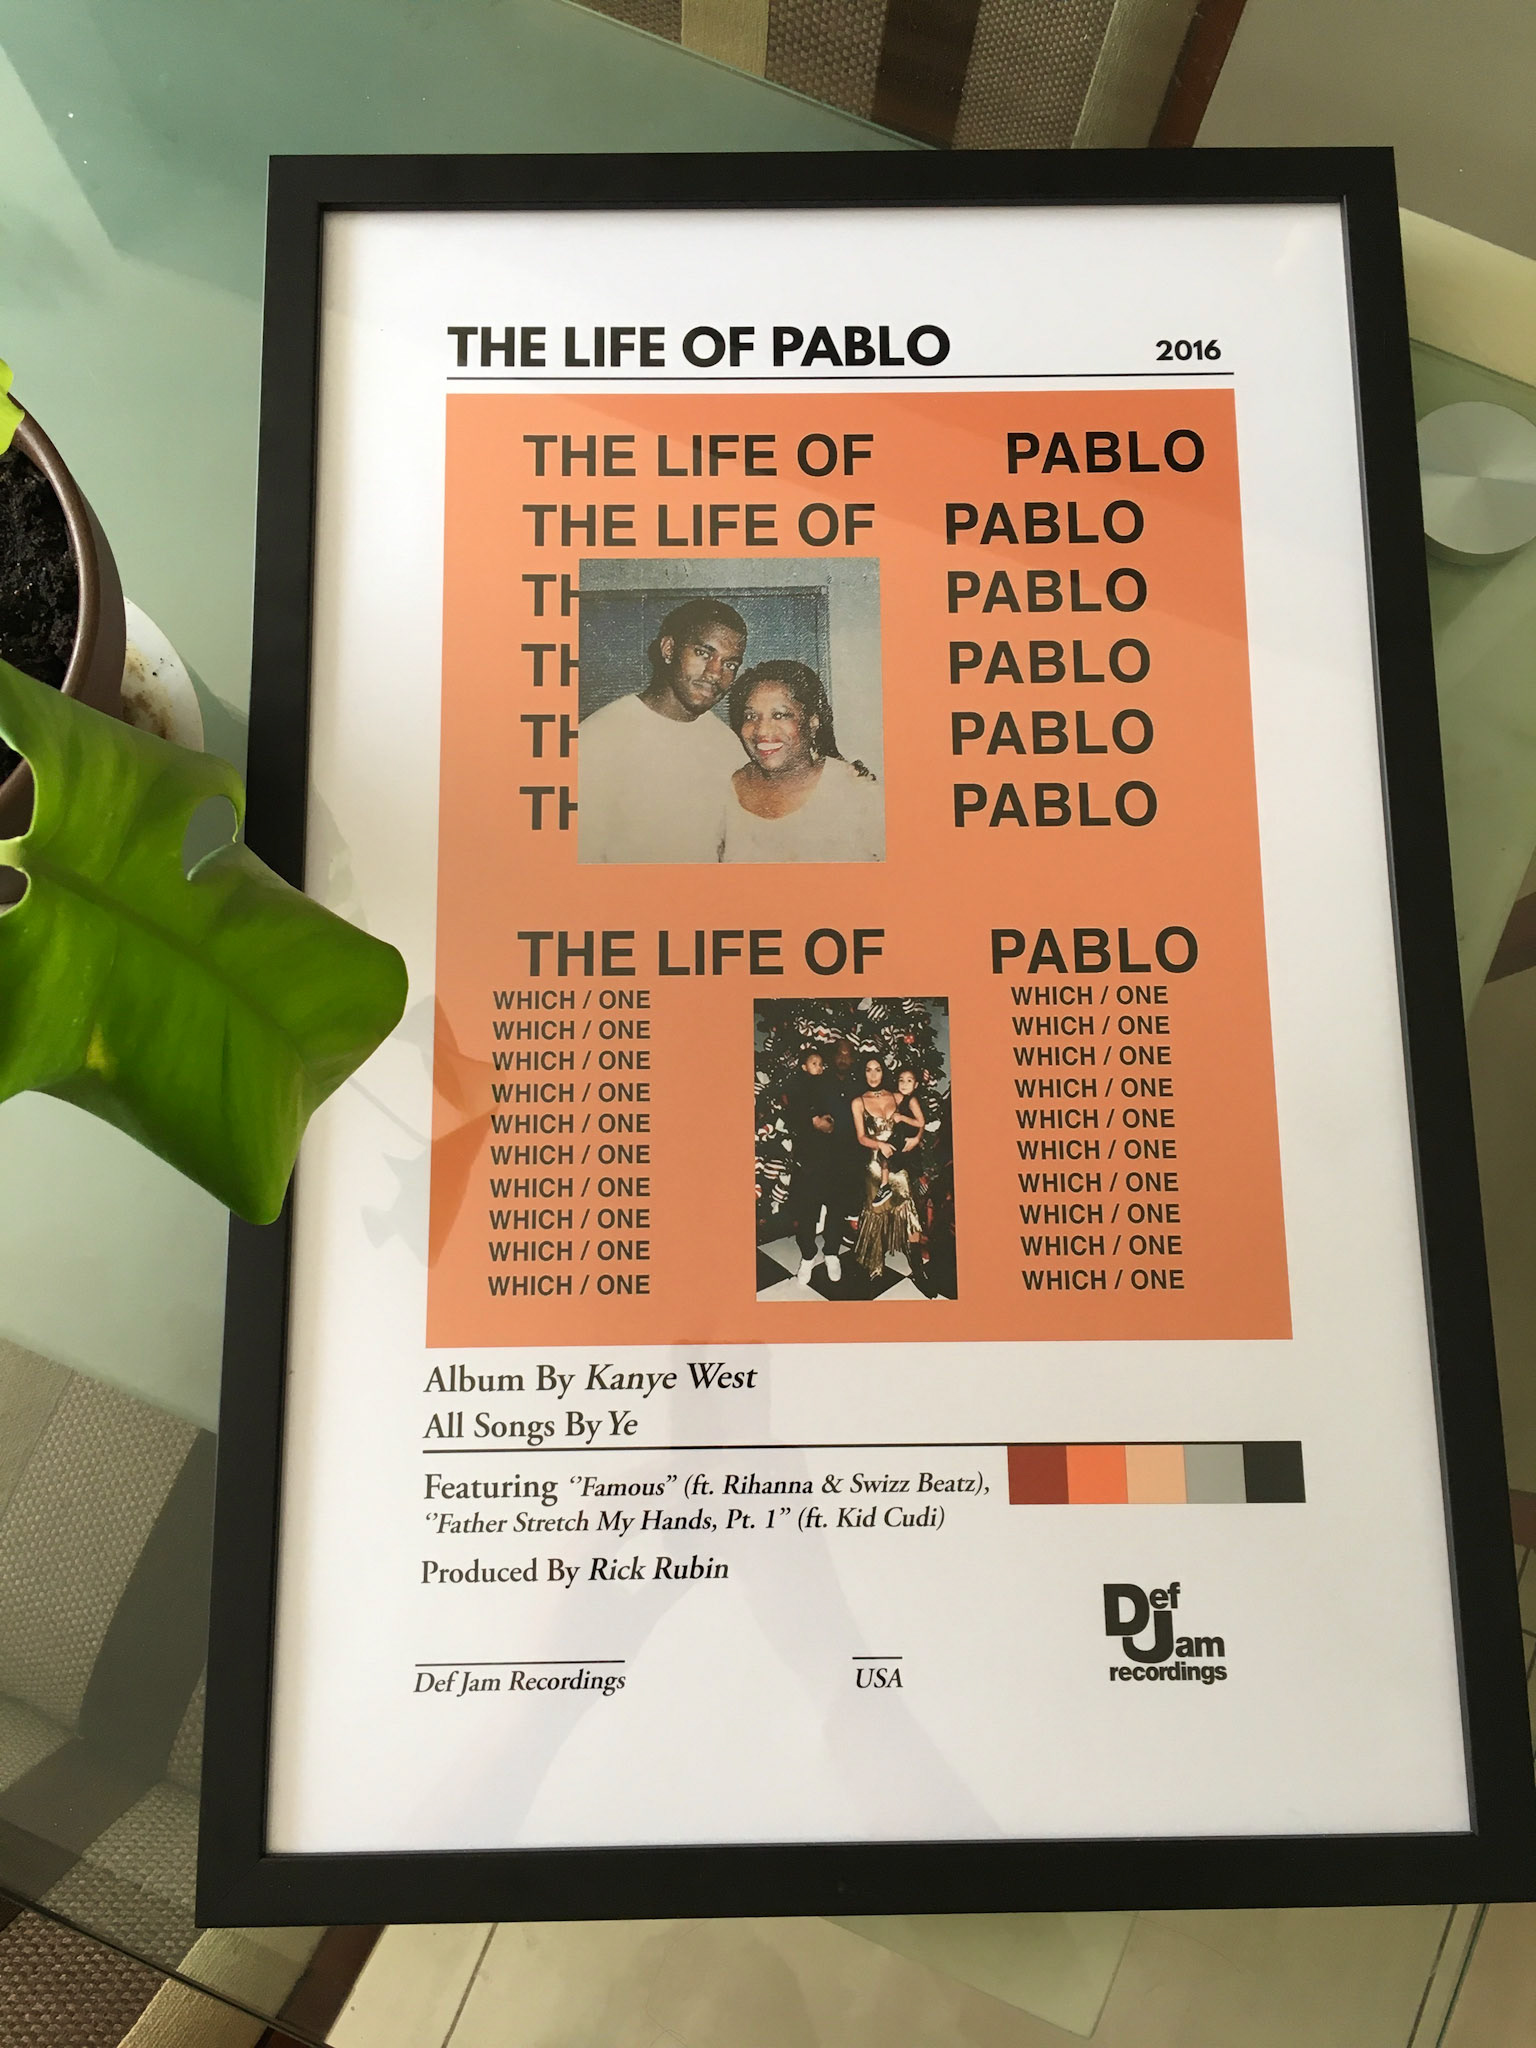 THE LIFE OF PABLO 2016
THE LIFE OF PABLO
THE LIFE OF PABLO
TH PABLO
TH PABLO
TH PABLO
TH PABLO
THE LIFE OF PABLO
WHICH / ONE WHICH / ONE
WHICH / ONE WHICH / ONE
WHICH / ONE WHICH / ONE
WHICH / ONE WHICH / ONE
WHICH / ONE WHICH / ONE
WHICH / ONE WHICH / ONE
WHICH / ONE WHICH / ONE
WHICH / ONE WHICH / ONE
WHICH / ONE WHICH / ONE
WHICH / ONE WHICH / ONE
Album By Kanye West
All Songs By Ye
Featuring “Famous” (ft. Rihanna & Swizz Beatz),
“Father Stretch My Hands, Pt. 1” (ft. Kid Cudi)
Produced By Rick Rubin
Def Jam Recordings USA
Def
Jam
recordings